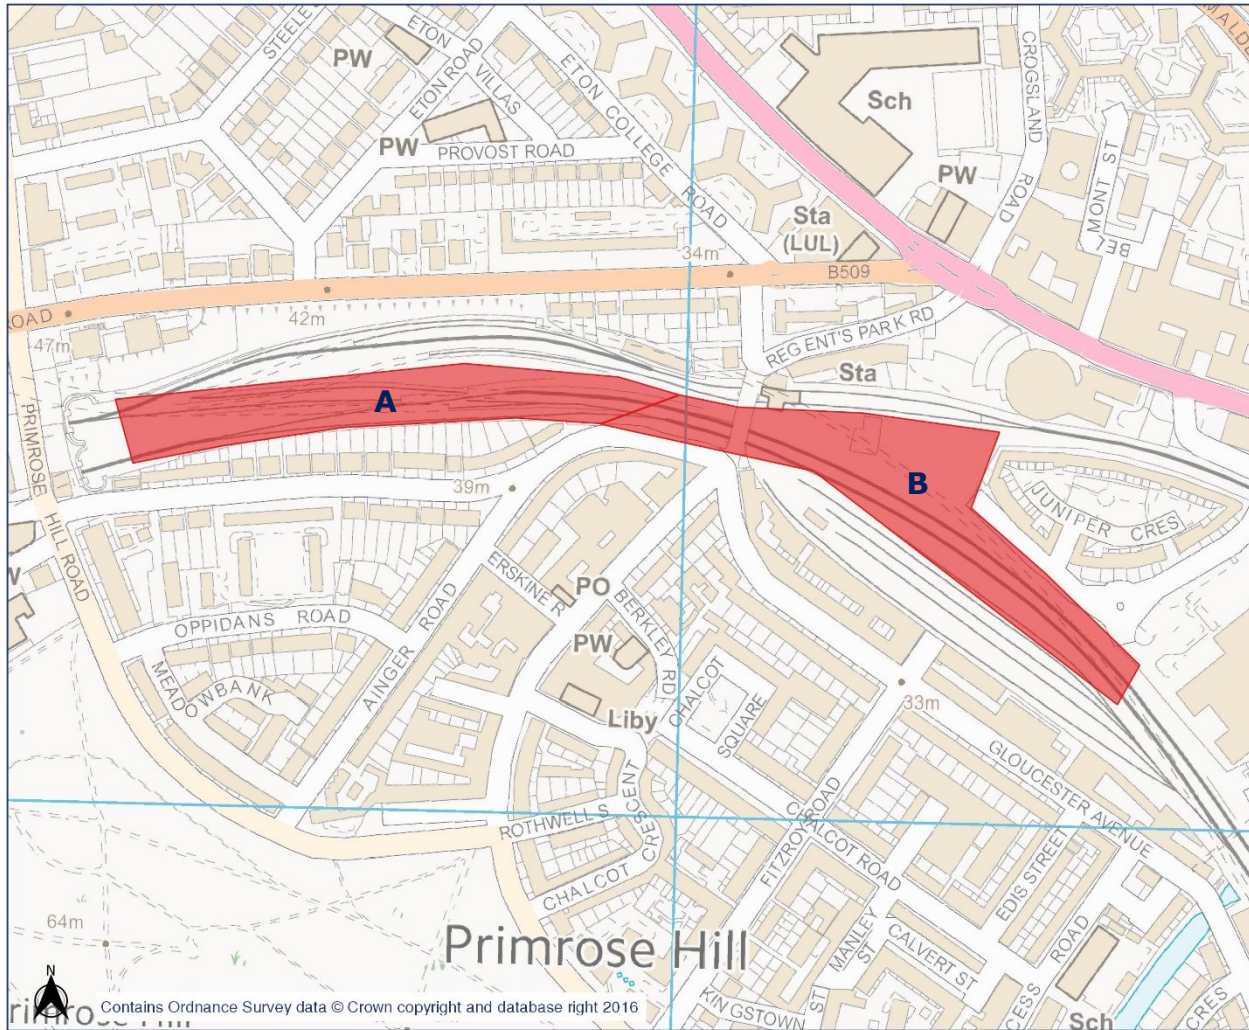 STEELE'S
ETON VILLAS
PW
ETON ROAD
ETON COLLEGE ROAD
Sch
CROGSLAND ROAD
PW
PROVOST ROAD
PW
BELMONT ST
Sta
(LUL)
34m
B509
42m
ROAD
47m
REGENT'S PARK RD
Sta
A
B
PRIMROSE HILL ROAD
39m
JUNIPER CRES
W
ERSKINE R
PO
BERKLEY RD
OPPIDANS ROAD
AINGER ROAD
PW
MEADOWBANK
CHALCOT SQUARE
33m
Liby
GLOUCESTER AVENUE
ROTHWELL S
CRESCENT
CHALCOT
FITZROY ROAD
CHALCOT ROAD
EDIS STREET
64m
Primrose Hill
MANLEY ST
CALVERT ST
CESS ROAD
N
Contains Ordnance Survey data © Crown copyright and database right 2016
KINGSTOWN ST
Sch
CRES